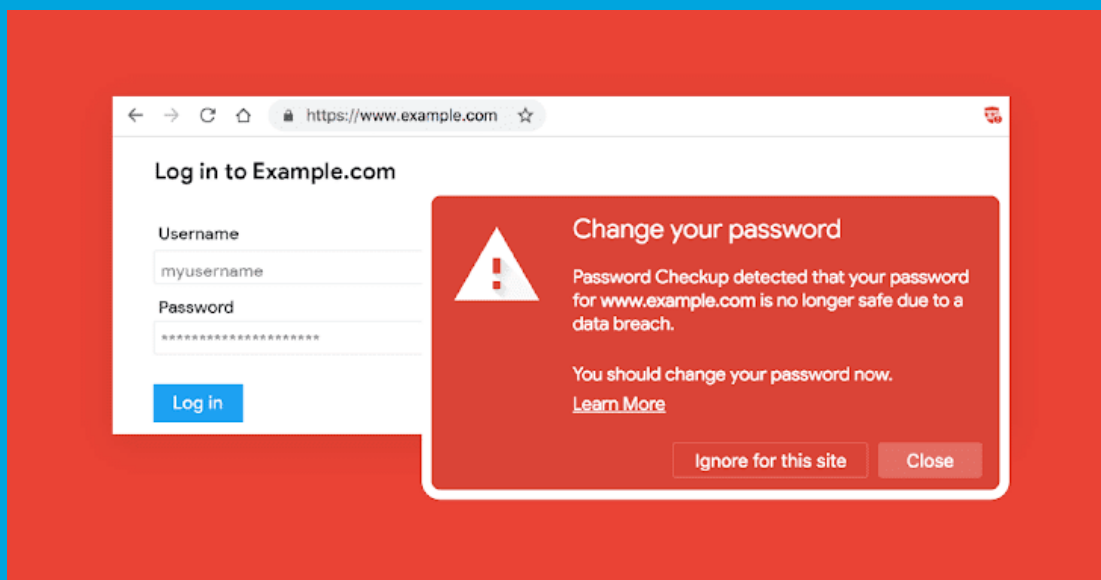 https://www.example.com
Log in to Example.com
Username
myusername
Password
*********************
Log in
Change your password
Password Checkup detected that your password
for www.example.com is no longer safe due to a
data breach.
You should change your password now.
Learn More
Ignore for this site
Close